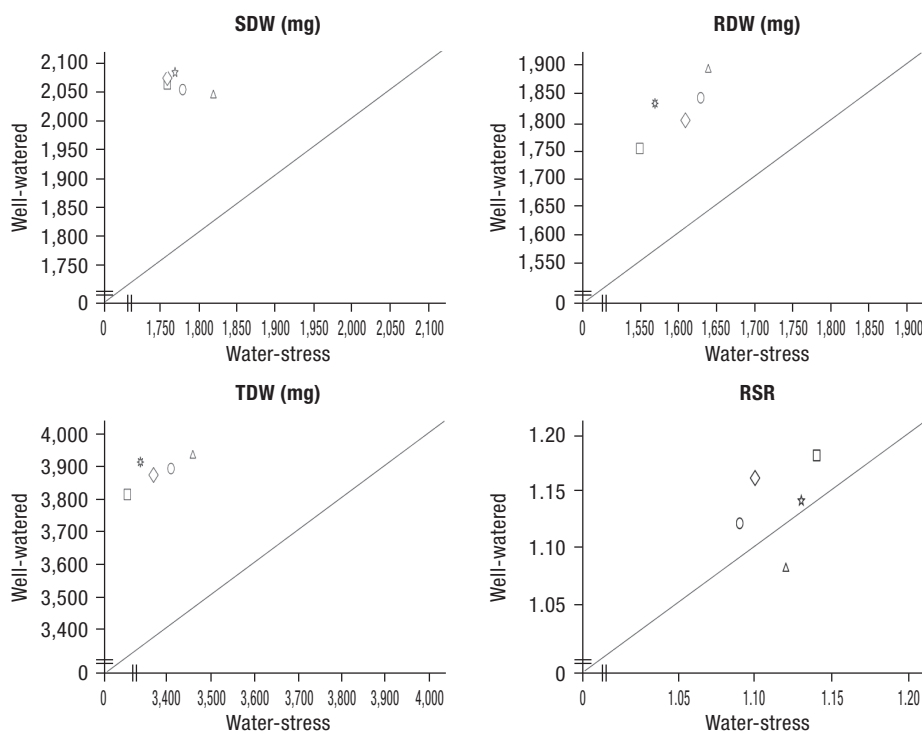 SDW (mg)
2,100
2,050
2,000
1,950
1,900
1,850
1,800
1,750
0
Well-watered
0 1,750 1,800 1,850 1,900 1,950 2,000 2,050 2,100
Water-stress
RDW (mg)
1,900
1,850
1,800
1,750
1,700
1,650
1,600
1,550
0
Well-watered
0 1,550 1,600 1,650 1,700 1,750 1,800 1,850 1,900
Water-stress
TDW (mg)
4,000
3,900
3,800
3,700
3,600
3,500
3,400
0
Well-watered
0 3,400 3,500 3,600 3,700 3,800 3,900 4,000
Water-stress
RSR
1.20
1.15
1.10
1.05
0
Well-watered
0 1.05 1.10 1.15 1.20
Water-stress